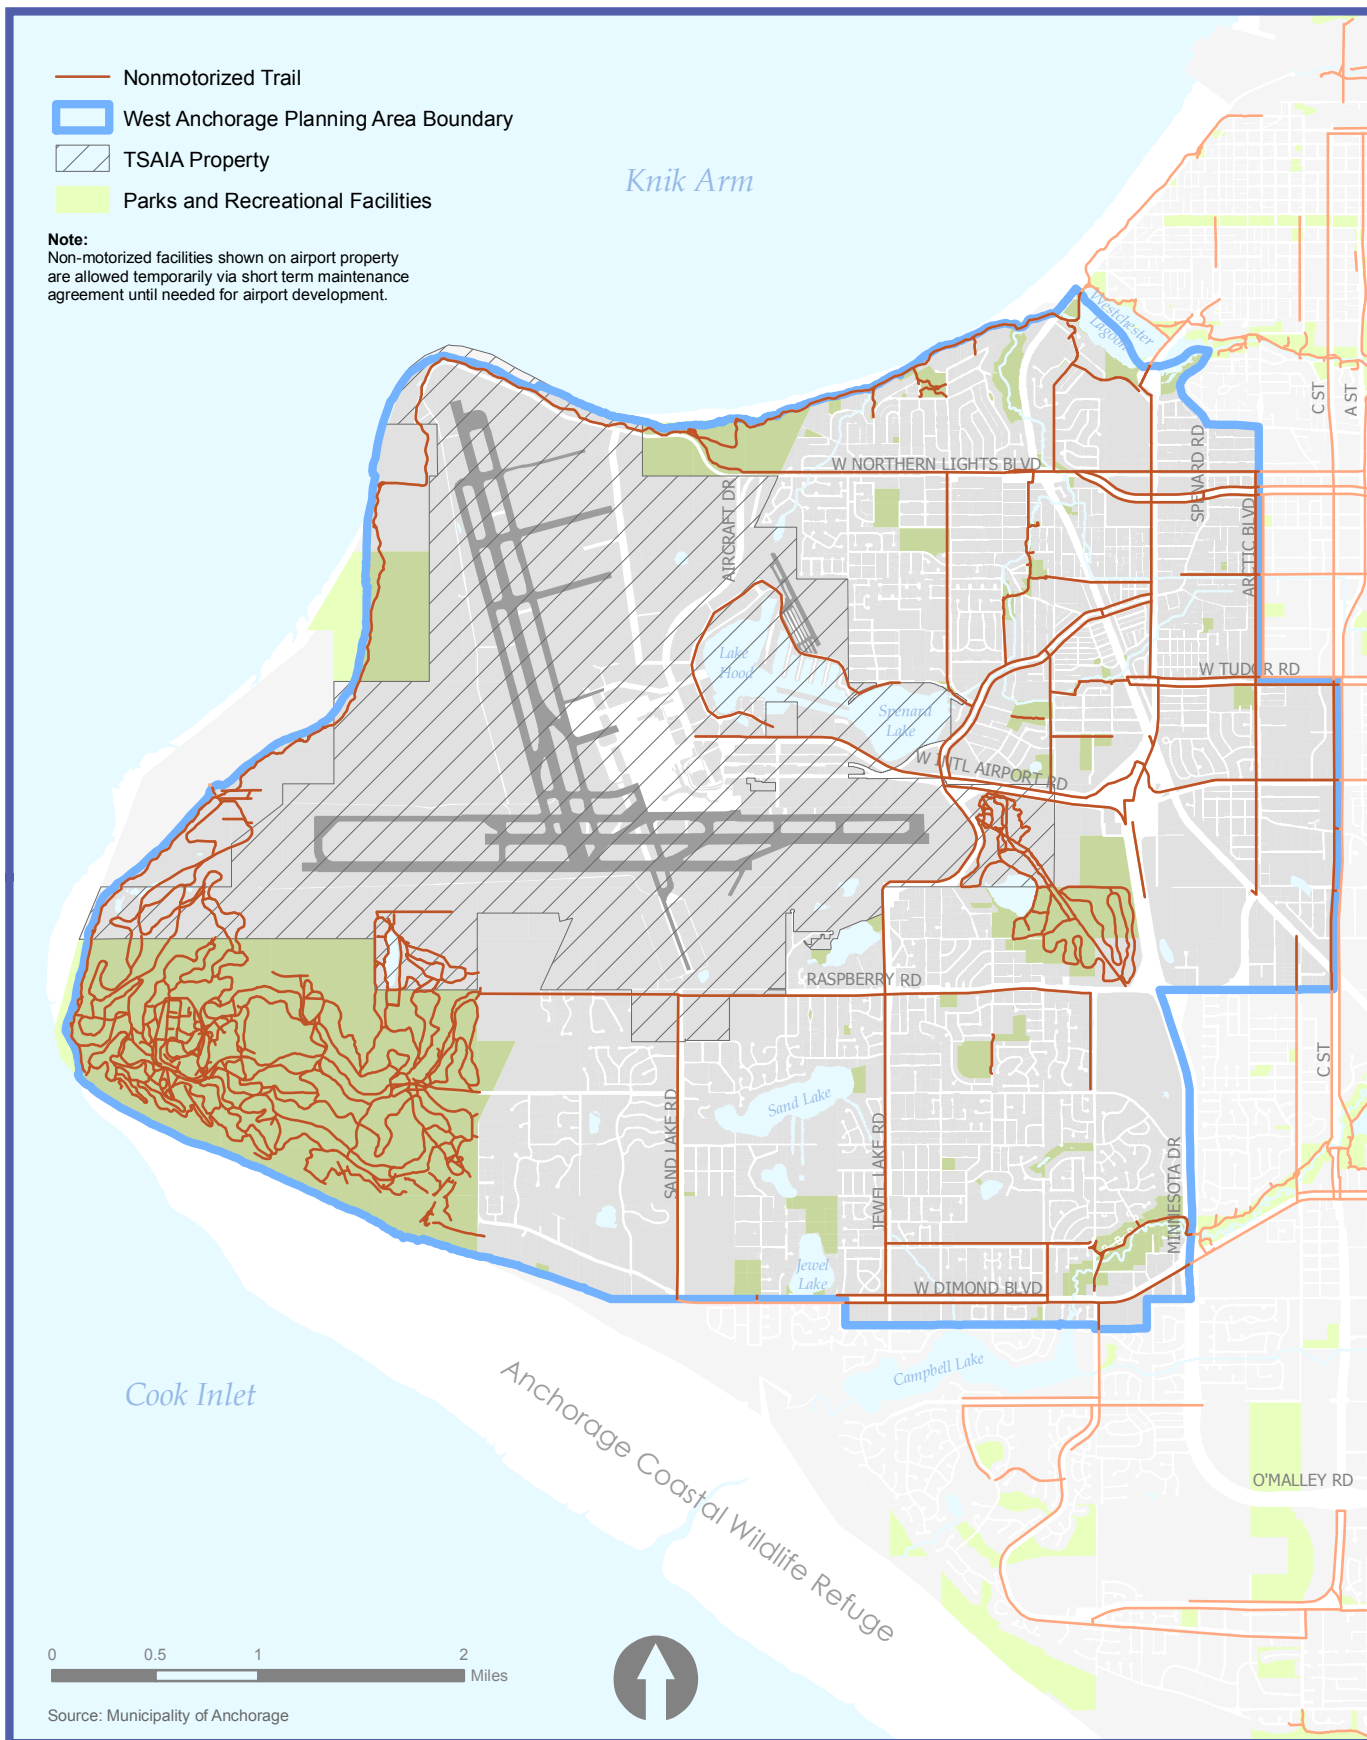 Nonmotorized Trail
West Anchorage Planning Area Boundary
TSAIA Property
Parks and Recreational Facilities
Note:
Non-motorized facilities shown on airport property
are allowed temporarily via short term maintenance
agreement until needed for airport development.
Knik Arm
Westchester
Lagoon
C ST
A ST
SPENARD RD
W NORTHERN LIGHTS BLVD
AIRCRAFT DR
ARCTIC BLVD
Lake
Hood
W TUDOR RD
Spenard
Lake
W INTL AIRPORT RD
RASPBERRY RD
C ST
Sand Lake
SAND LAKE RD
JEWEL LAKE RD
MINNESOTA DR
Jewel
Lake
W DIMOND BLVD
Campbell Lake
Cook Inlet
Anchorage Coastal Wildlife Refuge
O'MALLEY RD
0 0.5 1 2
Miles
Source: Municipality of Anchorage